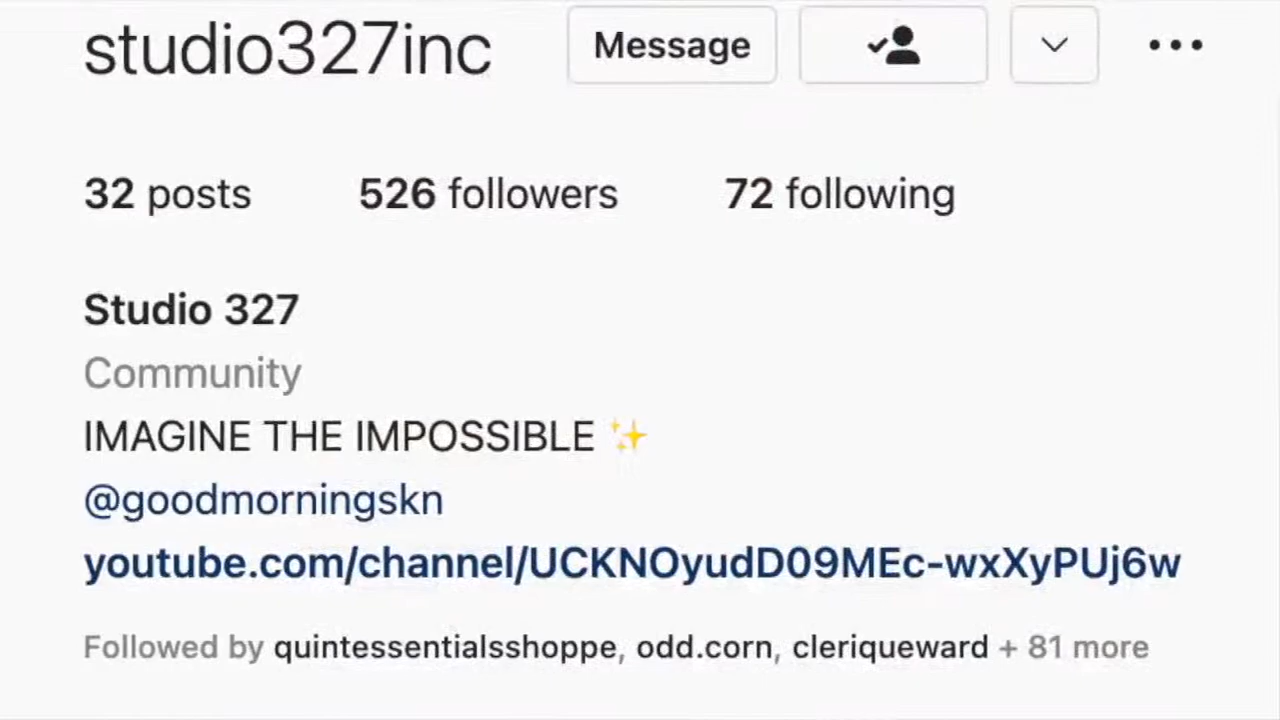 studio327inc Message
32 posts 526 followers 72 following
Studio 327
Community
IMAGINE THE IMPOSSIBLE ✨
@goodmorningskn
youtube.com/channel/UCKNOyudD09MEc-wxXyPUj6w
Followed by quintessentialsshoppe, odd.corn, cleriqueward + 81 more